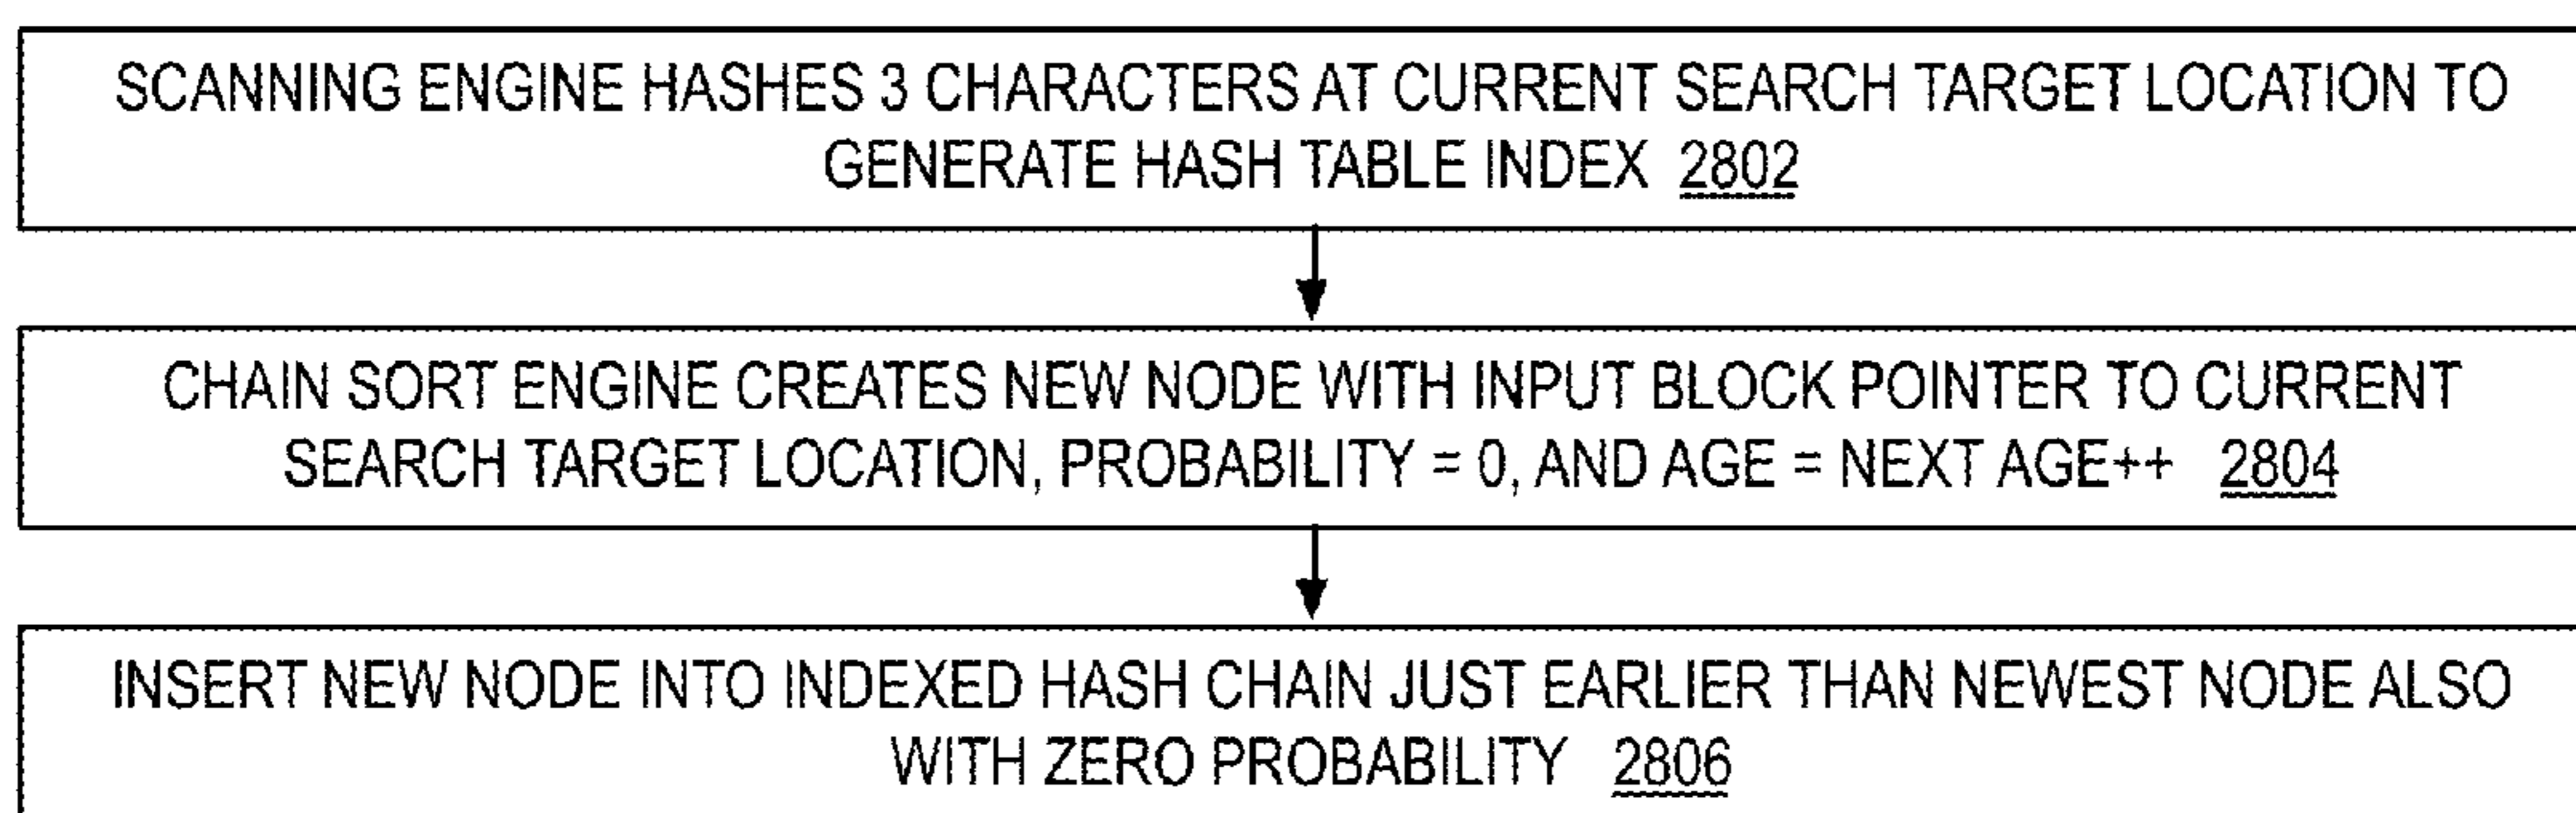 SCANNING ENGINE HASHES 3 CHARACTERS AT CURRENT SEARCH TARGET LOCATION TO
GENERATE HASH TABLE INDEX 2802
CHAIN SORT ENGINE CREATES NEW NODE WITH INPUT BLOCK POINTER TO CURRENT
SEARCH TARGET LOCATION, PROBABILITY = 0, AND AGE = NEXT AGE++ 2804
INSERT NEW NODE INTO INDEXED HASH CHAIN JUST EARLIER THAN NEWEST NODE ALSO
WITH ZERO PROBABILITY 2806